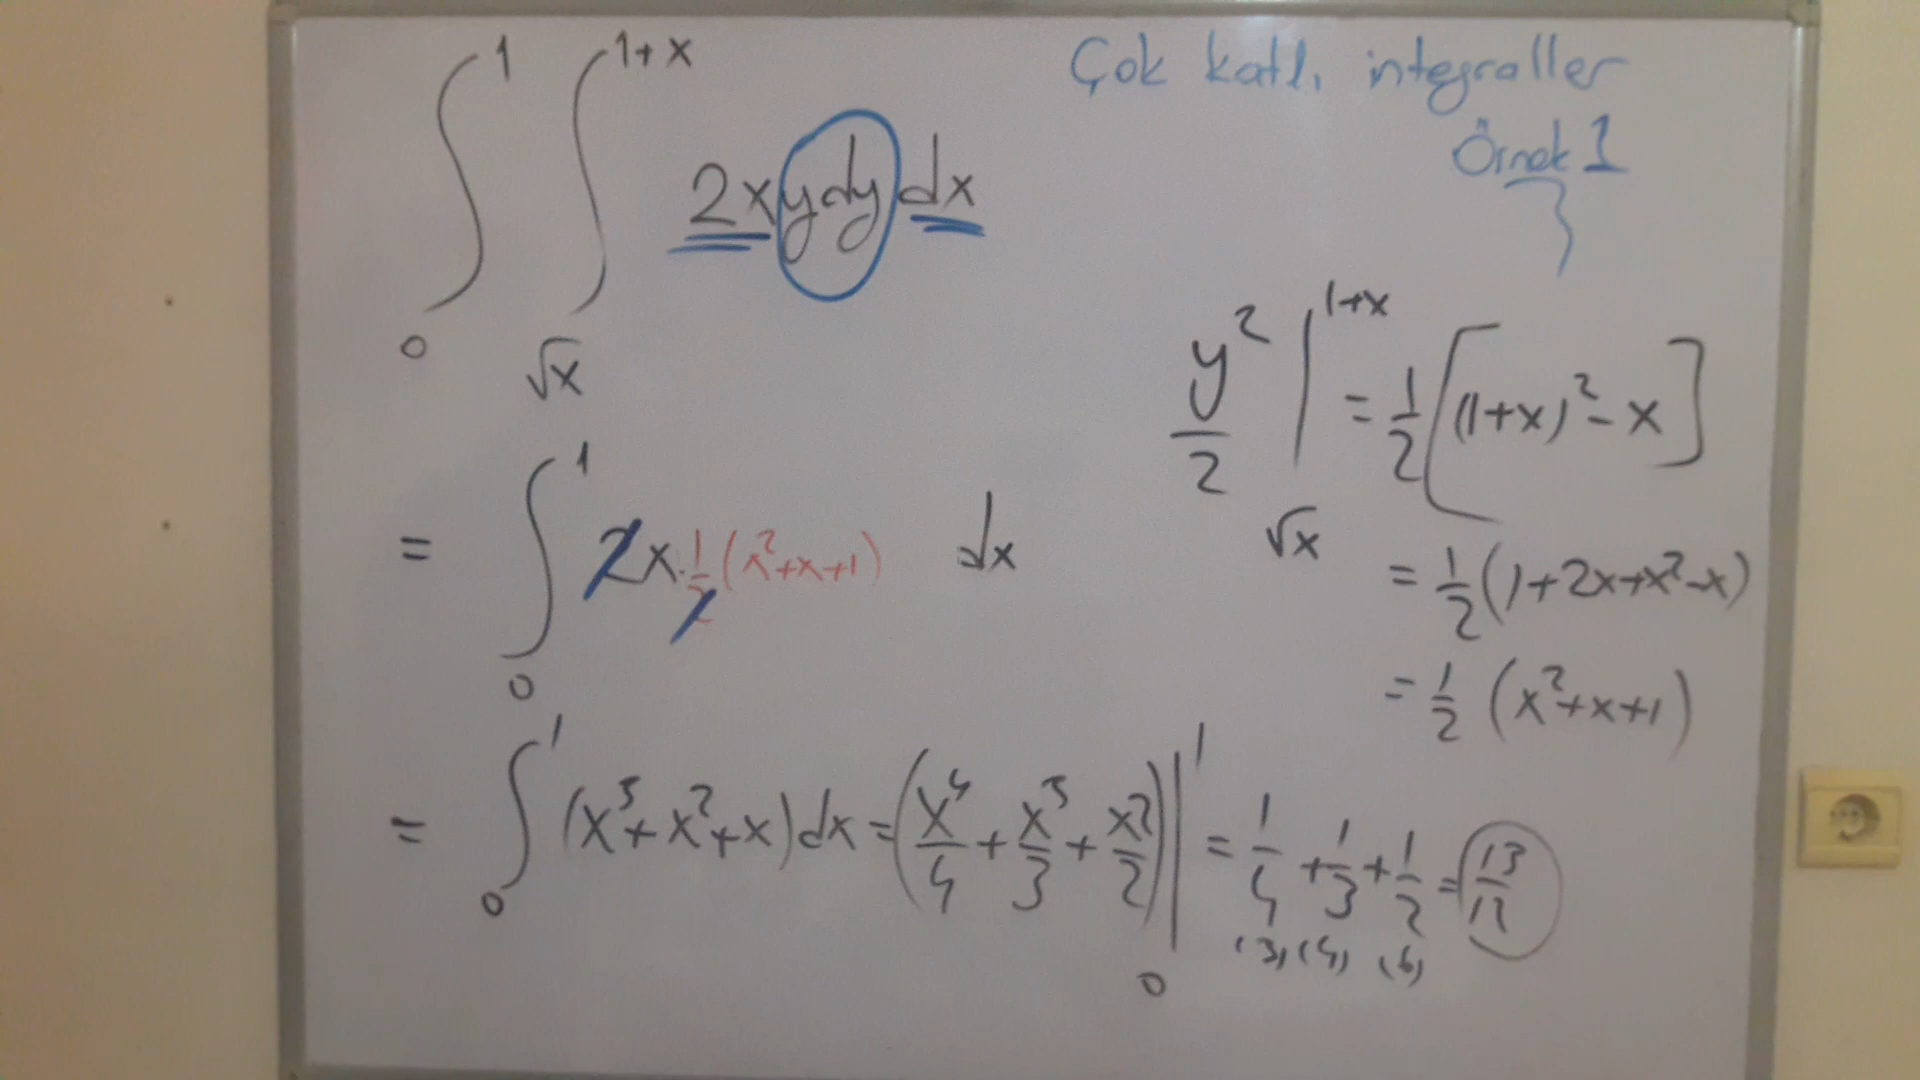 Çok katlı integraller
Örnek 1
∫₀¹ ∫_√x^(1+x) 2x y dy dx
y²/2 |_√x^(1+x) = 1/2 [(1+x)² - x]
= 1/2 (1+2x+x²-x)
= 1/2 (x²+x+1)
= ∫₀¹ 2x · 1/2 (x²+x+1) dx
= ∫₀¹ (x³+x²+x) dx = (x⁴/4 + x³/3 + x²/2) |₀¹ = 1/4 + 1/3 + 1/2 = 13/12
(3) (4) (6)